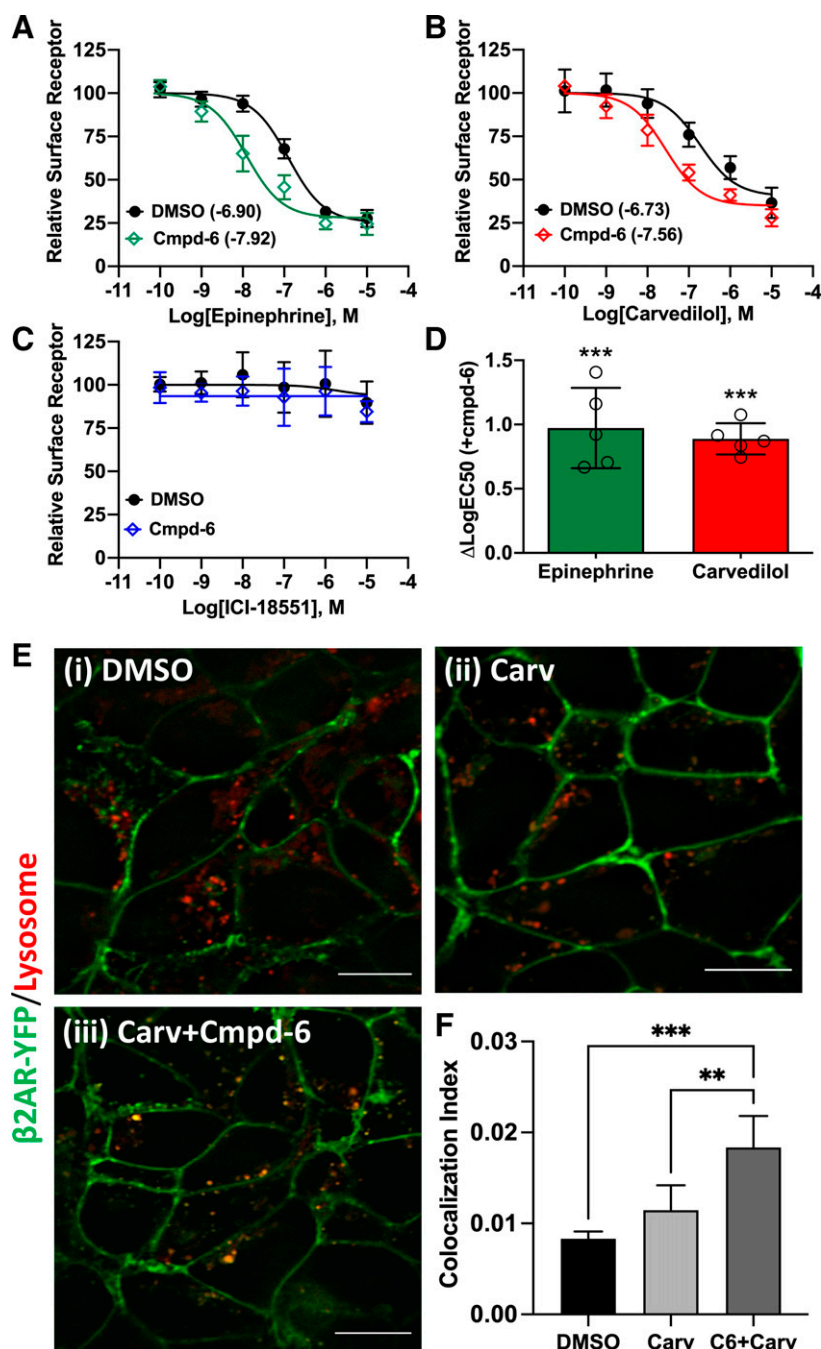 A
Relative Surface Receptor
125
100
75
50
25
0
DMSO (-6.90)
Cmpd-6 (-7.92)
-11 -10 -9 -8 -7 -6 -5 -4
Log[Epinephrine], M
B
Relative Surface Receptor
125
100
75
50
25
0
DMSO (-6.73)
Cmpd-6 (-7.56)
-11 -10 -9 -8 -7 -6 -5 -4
Log[Carvedilol], M
C
Relative Surface Receptor
125
100
75
50
25
0
DMSO
Cmpd-6
-11 -10 -9 -8 -7 -6 -5 -4
Log[ICI-18551], M
D
ΔLogEC50 (+cmpd-6)
1.5
1.0
0.5
0.0
***
***
Epinephrine Carvedilol
E
β2AR-YFP/Lysosome
(i) DMSO
(ii) Carv
(iii) Carv+Cmpd-6
F
Colocalization Index
0.03
0.02
0.01
0.00
***
**
DMSO Carv C6+Carv